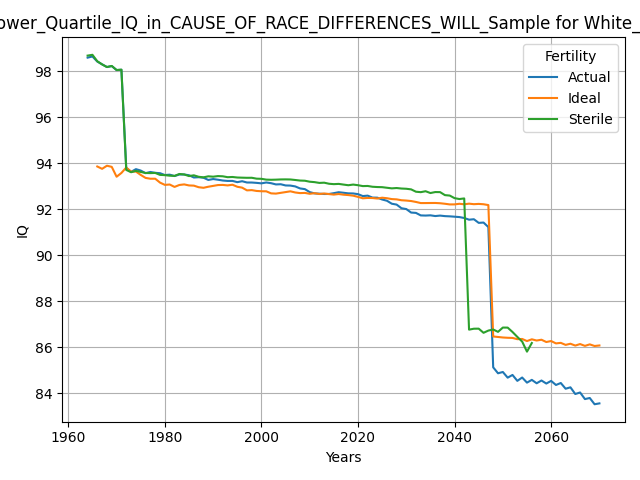 ower_Quartile_IQ_in_CAUSE_OF_RACE_DIFFERENCES_WILL_Sample for White_
Fertility
Actual
Ideal
Sterile
98
96
94
92
90
88
86
84
IQ
1960
1980
2000
2020
2040
2060
Years